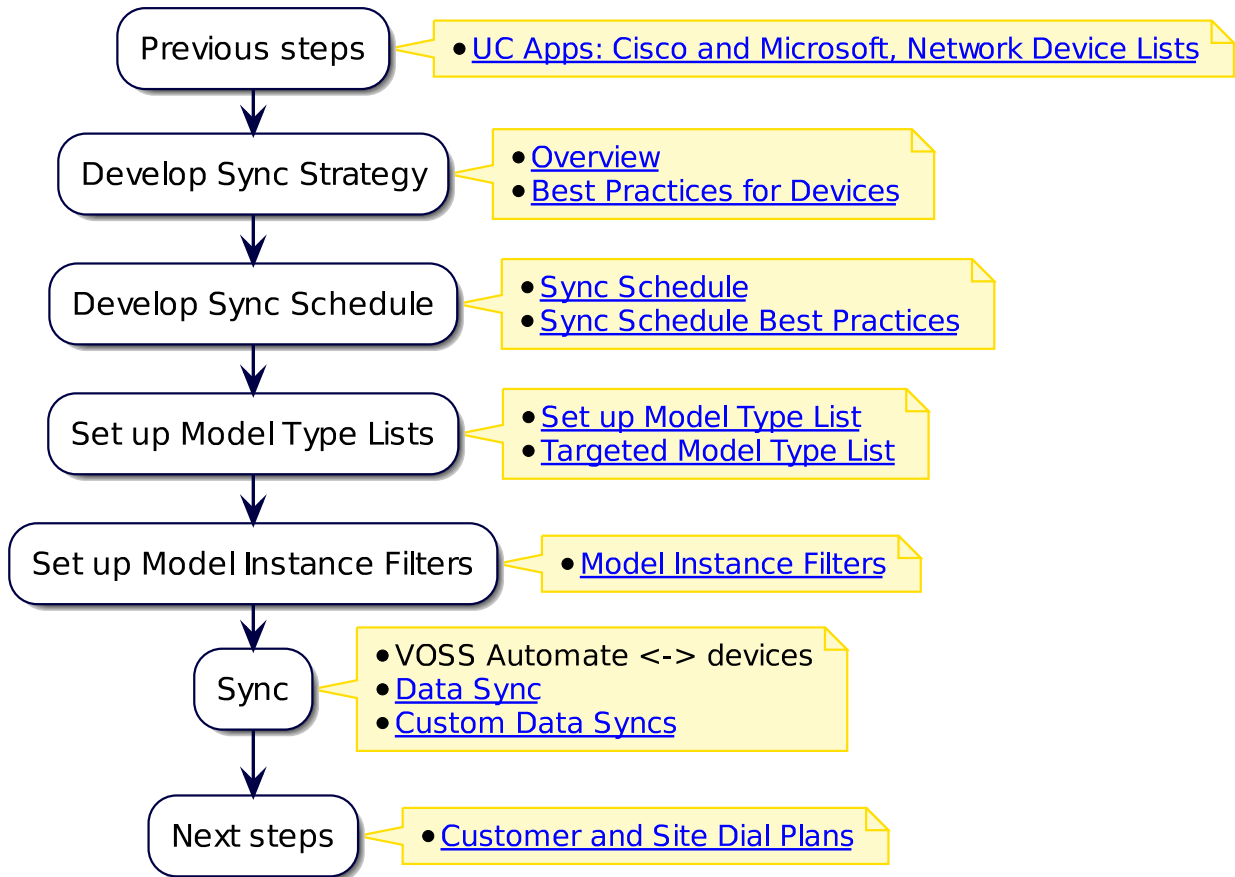 Previous steps
• UC Apps: Cisco and Microsoft, Network Device Lists
Develop Sync Strategy
• Overview
• Best Practices for Devices
Develop Sync Schedule
• Sync Schedule
• Sync Schedule Best Practices
Set up Model Type Lists
• Set up Model Type List
• Targeted Model Type List
Set up Model Instance Filters
• Model Instance Filters
Sync
• VOSS Automate <-> devices
• Data Sync
• Custom Data Syncs
Next steps
• Customer and Site Dial Plans